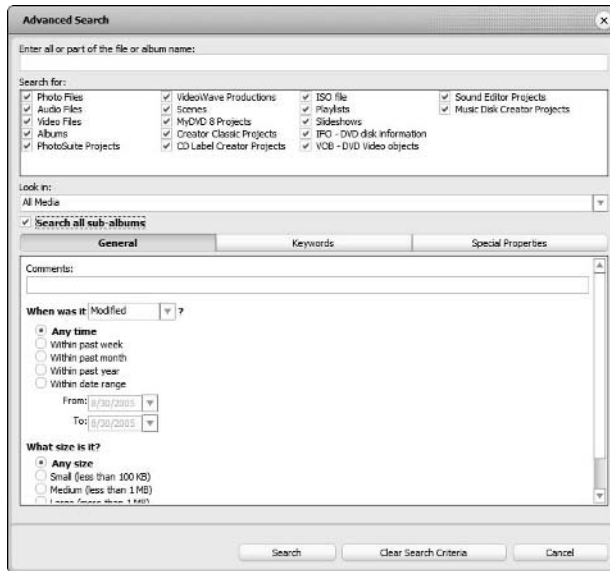 Advanced Search
Enter all or part of the file or album name:
Search for:
Photo Files VideoWave Productions ISO file Sound Editor Projects
Audio Files Scenes Playlists Music Disk Creator Projects
Video Files MyDVD 8 Projects Slideshows
Albums Creator Classic Projects IFO - DVD disk information
PhotoSuite Projects CD Label Creator Projects VOB - DVD Video objects
Look in:
All Media
Search all sub-albums
General Keywords Special Properties
Comments:
When was it Modified ?
Any time
Within past week
Within past month
Within past year
Within date range
From: 8/30/2005
To: 8/30/2005
What size is it?
Any size
Small (less than 100 KB)
Medium (less than 1 MB)
Large (more than 1 MB)
Search Clear Search Criteria Cancel